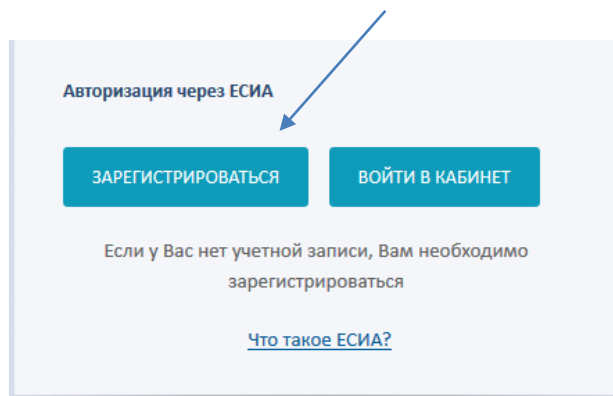 Авторизация через ЕСИА
ЗАРЕГИСТРИРОВАТЬСЯ
ВОЙТИ В КАБИНЕТ
Если у Вас нет учетной записи, Вам необходимо
зарегистрироваться
Что такое ЕСИА?